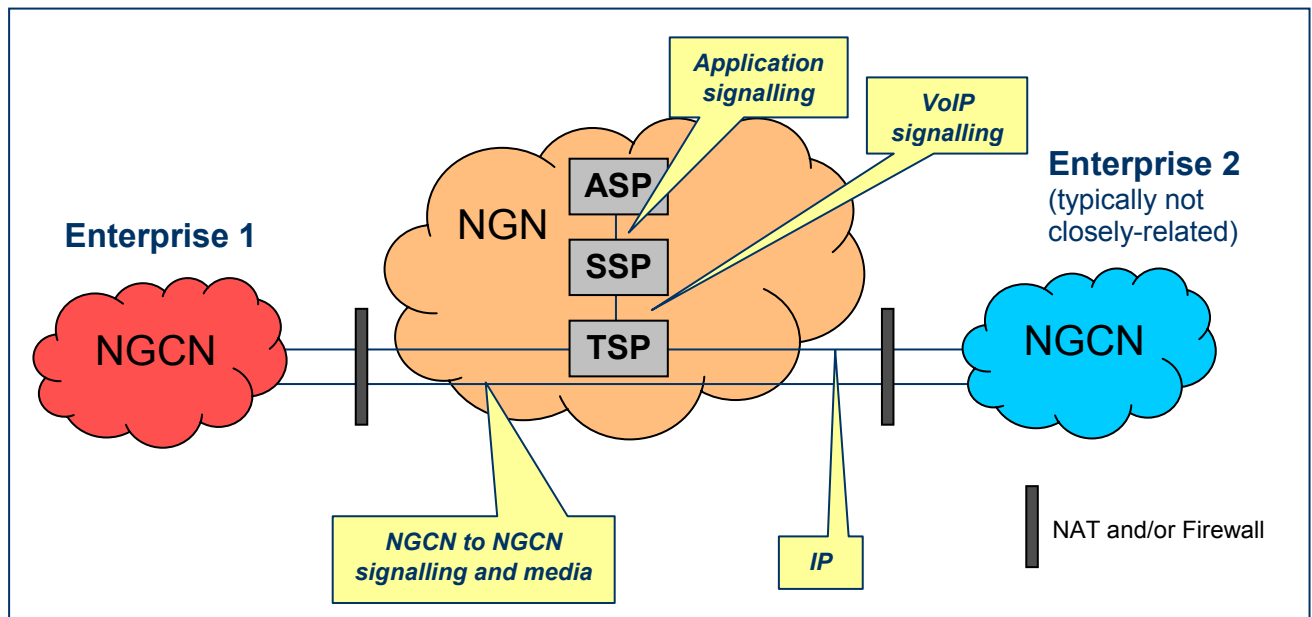 Application
signalling
VoIP
signalling
Enterprise 2
(typically not
closely-related)
Enterprise 1
NGN
ASP
SSP
TSP
NGCN
NGCN
NGCN to NGCN
signalling and media
IP
NAT and/or Firewall